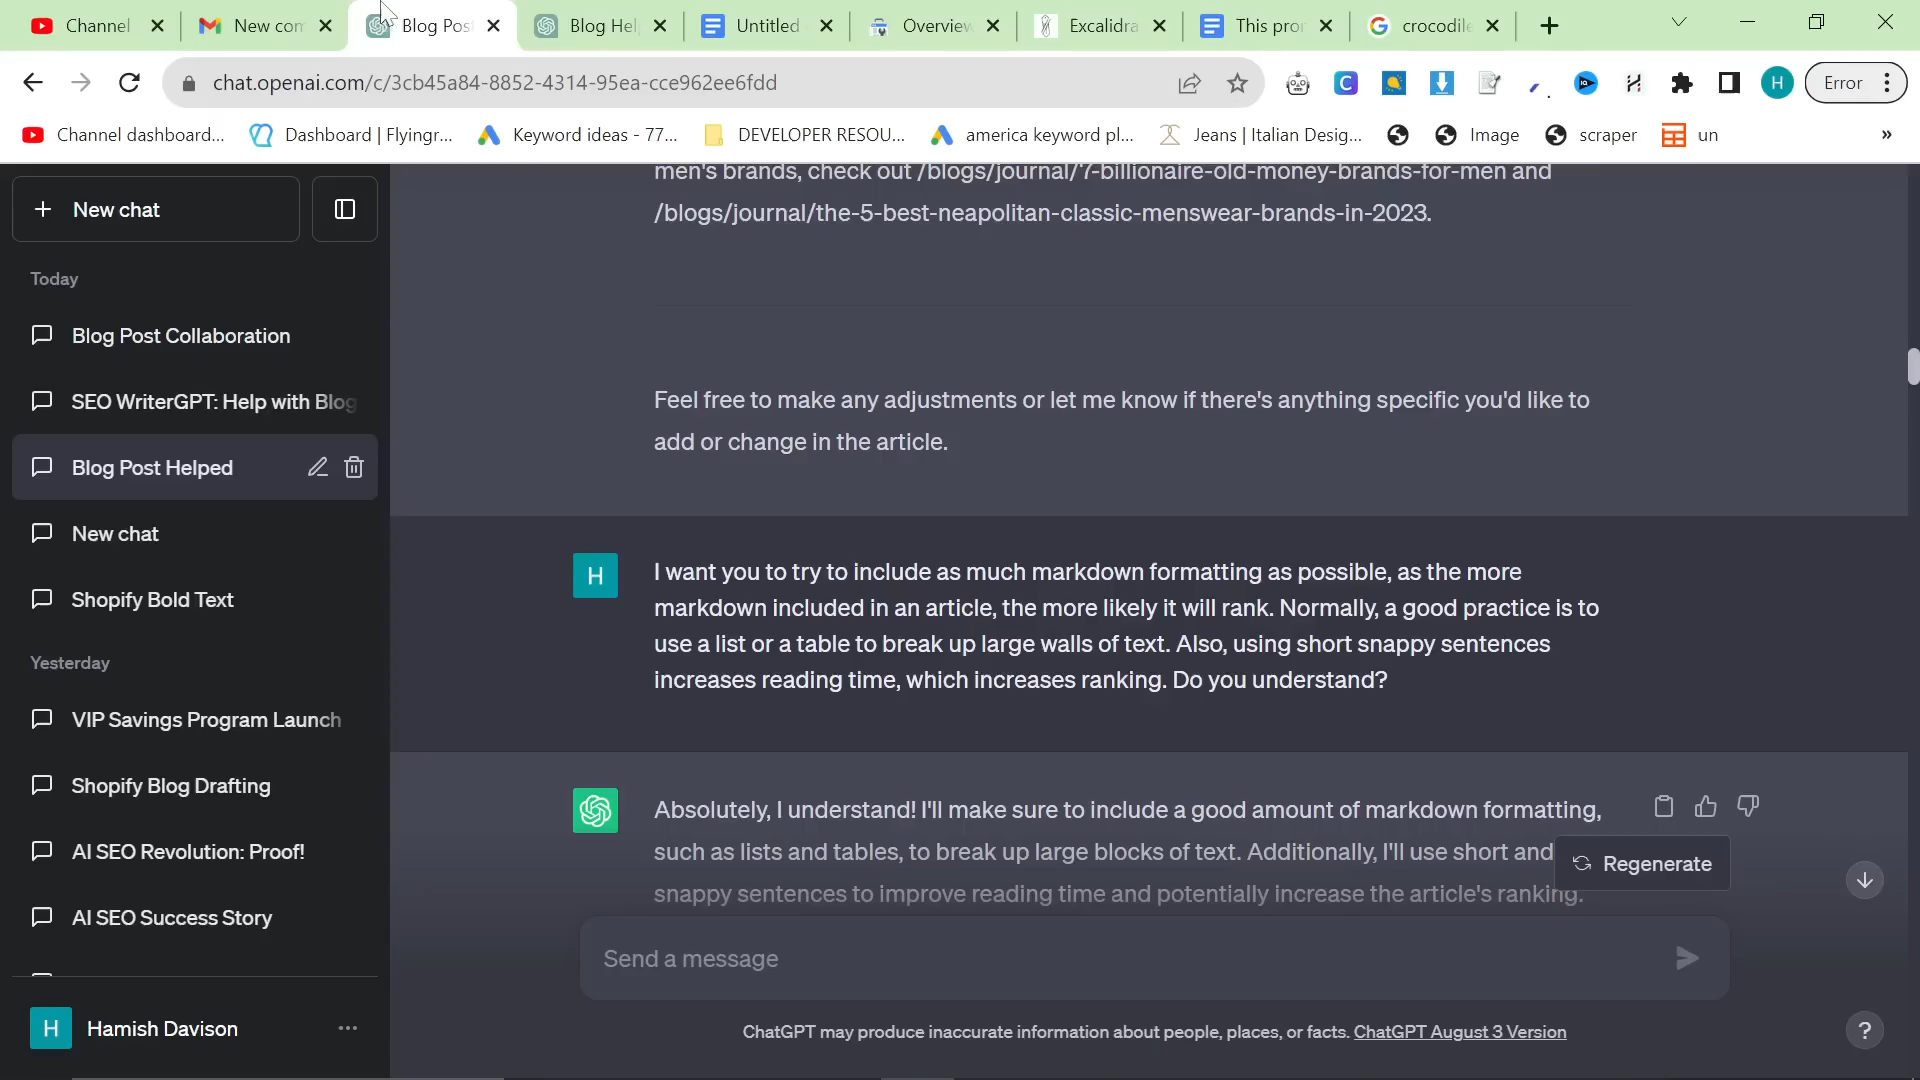 Channel
New con
Blog Pos
Blog Hel
Untitled
Overview
Excalidra
This pror
crocodile
chat.openai.com/c/3cb45a84-8852-4314-95ea-cce962ee6fdd
H
Error
Channel dashboard...
Dashboard | Flyingr...
Keyword ideas - 77...
DEVELOPER RESOU...
america keyword pl...
Jeans | Italian Desig...
Image
scraper
un
»
New chat
Today
Blog Post Collaboration
SEO WriterGPT: Help with Blog
Blog Post Helped
New chat
Shopify Bold Text
Yesterday
VIP Savings Program Launch
Shopify Blog Drafting
AI SEO Revolution: Proof!
AI SEO Success Story
H
Hamish Davison
men's brands, check out /blogs/journal/7-billionaire-old-money-brands-for-men and
/blogs/journal/the-5-best-neapolitan-classic-menswear-brands-in-2023.
Feel free to make any adjustments or let me know if there's anything specific you'd like to
add or change in the article.
H
I want you to try to include as much markdown formatting as possible, as the more
markdown included in an article, the more likely it will rank. Normally, a good practice is to
use a list or a table to break up large walls of text. Also, using short snappy sentences
increases reading time, which increases ranking. Do you understand?
Absolutely, I understand! I'll make sure to include a good amount of markdown formatting,
such as lists and tables, to break up large blocks of text. Additionally, I'll use short and
snappy sentences to improve reading time and potentially increase the article's ranking.
Regenerate
Send a message
ChatGPT may produce inaccurate information about people, places, or facts. ChatGPT August 3 Version
?